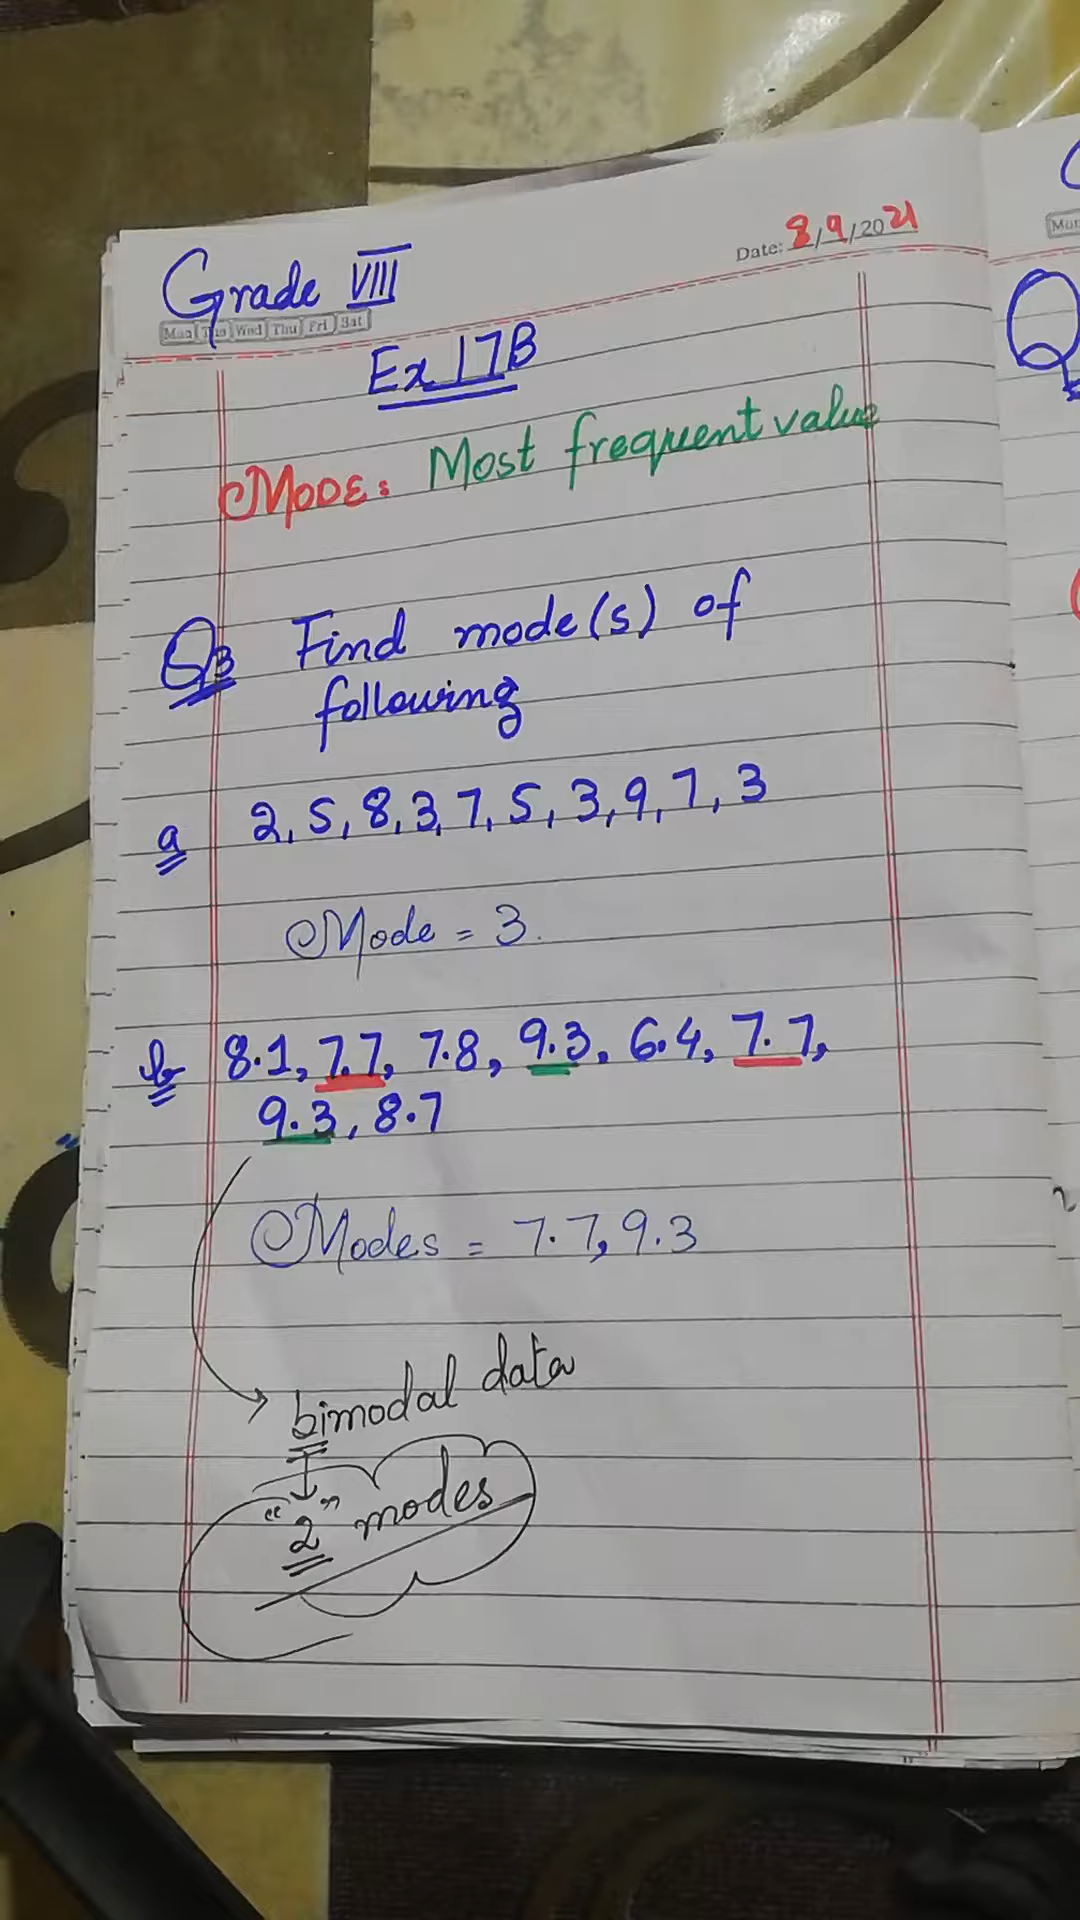 Date: 8/9/2021
Grade VIII
Mon Tue Wed Thu Fri Sat
Ex 17B
MODE: Most frequent value
Q3 Find mode(s) of
following
a 2, 5, 8, 3, 7, 5, 3, 9, 7, 3
Mode = 3.
b 8.1, 7.7, 7.8, 9.3, 6.4, 7.7,
9.3, 8.7
Modes = 7.7, 9.3
bimodal data
"2" modes
Q